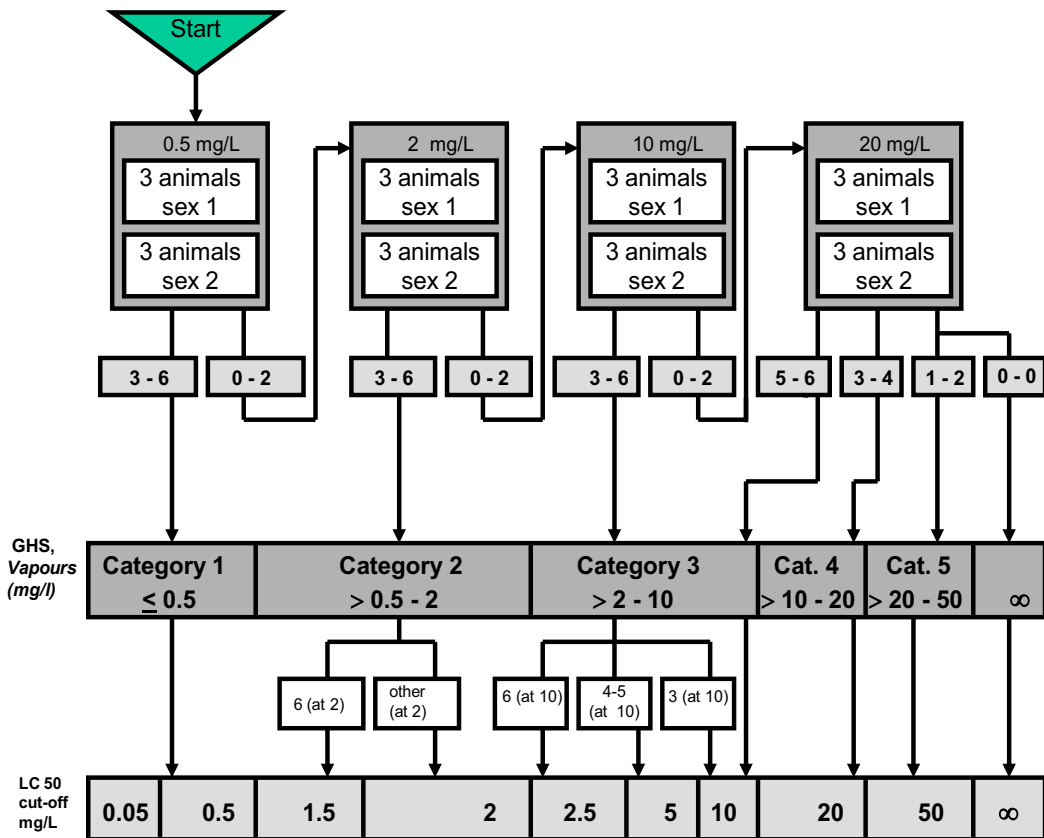 Start
0.5 mg/L
3 animals
sex 1
3 animals
sex 2
2 mg/L
3 animals
sex 1
3 animals
sex 2
10 mg/L
3 animals
sex 1
3 animals
sex 2
20 mg/L
3 animals
sex 1
3 animals
sex 2
3 - 6
0 - 2
3 - 6
0 - 2
3 - 6
0 - 2
5 - 6
3 - 4
1 - 2
0 - 0
GHS,
Vapours
(mg/l)
Category 1
≤ 0.5
Category 2
> 0.5 - 2
Category 3
> 2 - 10
Cat. 4
> 10 - 20
Cat. 5
> 20 - 50
∞
6 (at 2)
other
(at 2)
6 (at 10)
4-5
(at 10)
3 (at 10)
LC 50
cut-off
mg/L
0.05
0.5
1.5
2
2.5
5
10
20
50
∞